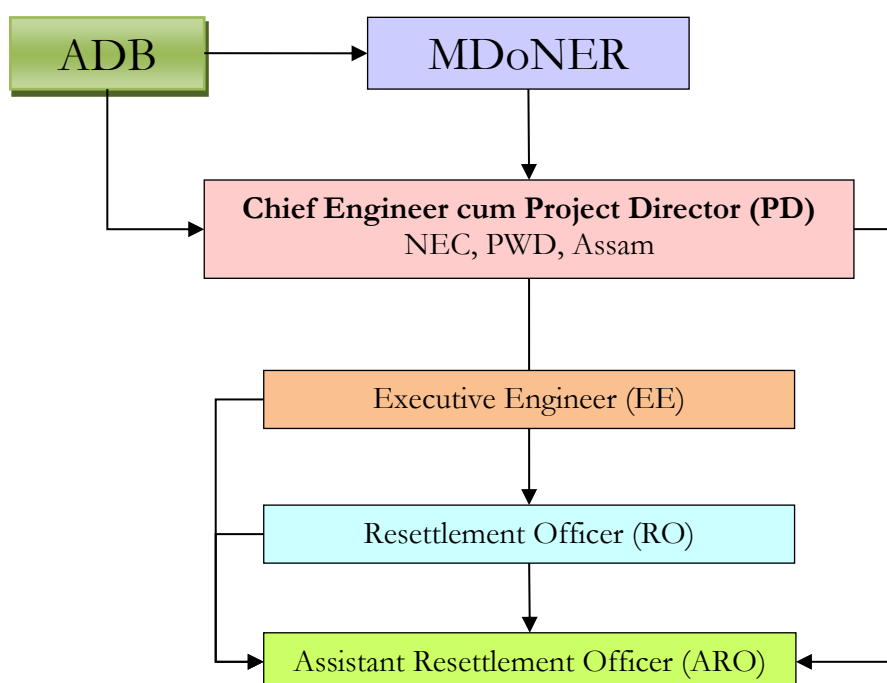 ADB
MDoNER
Chief Engineer cum Project Director (PD)
NEC, PWD, Assam
Executive Engineer (EE)
Resettlement Officer (RO)
Assistant Resettlement Officer (ARO)